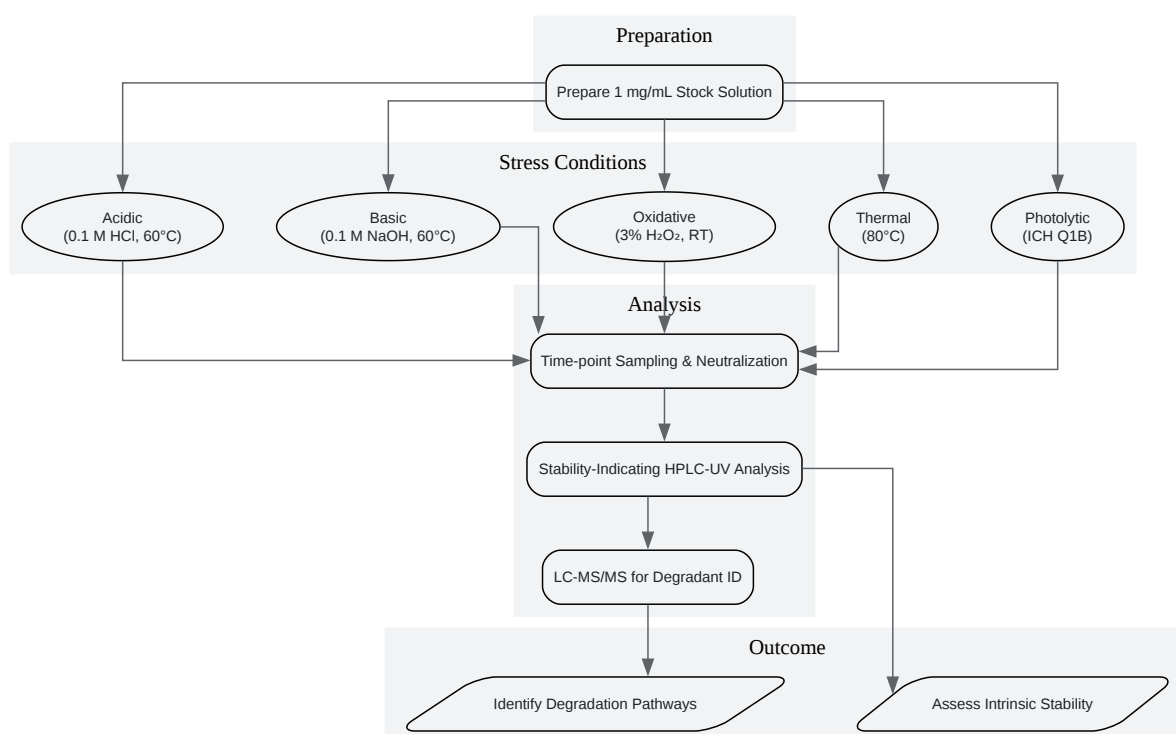 Preparation
Prepare 1 mg/mL Stock Solution
Stress Conditions
Acidic
(0.1 M HCl, 60°C)
Basic
(0.1 M NaOH, 60°C)
Oxidative
(3% H₂O₂, RT)
Thermal
(80°C)
Photolytic
(ICH Q1B)
Analysis
Time-point Sampling & Neutralization
Stability-Indicating HPLC-UV Analysis
LC-MS/MS for Degradant ID
Outcome
Identify Degradation Pathways
Assess Intrinsic Stability